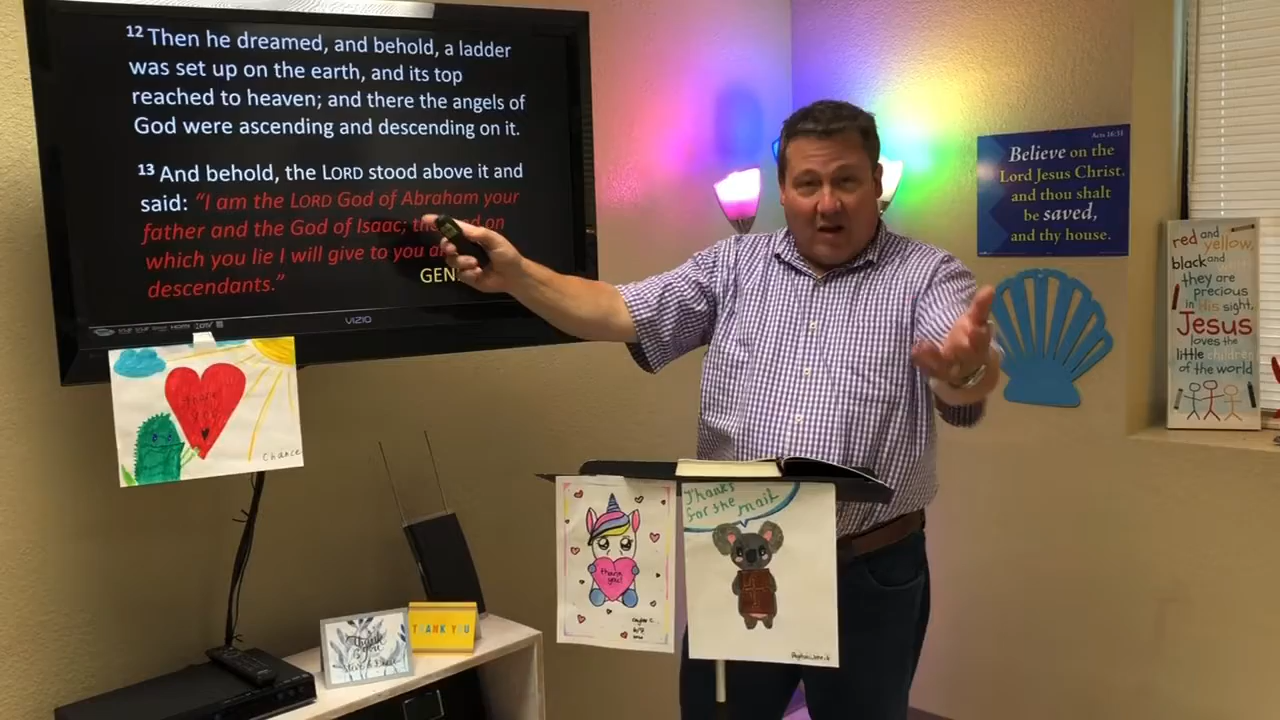 12 Then he dreamed, and behold, a ladder
was set up on the earth, and its top
reached to heaven; and there the angels of
God were ascending and descending on it.
13 And behold, the LORD stood above it and
said: "I am the LORD God of Abraham your
father and the God of Isaac; the on
which you lie I will give to you
descendants."
GEN.
VIZIO
thank you
Chance
Acts 16:31
Believe on the
Lord Jesus Christ,
and thou shalt
be saved,
and thy house.
red and
yellow,
black and
they are
precious
in His sight,
Jesus
loves the
little children
of the world
thank
you!
Thanks
for the mail
Thank
you
THANK YOU